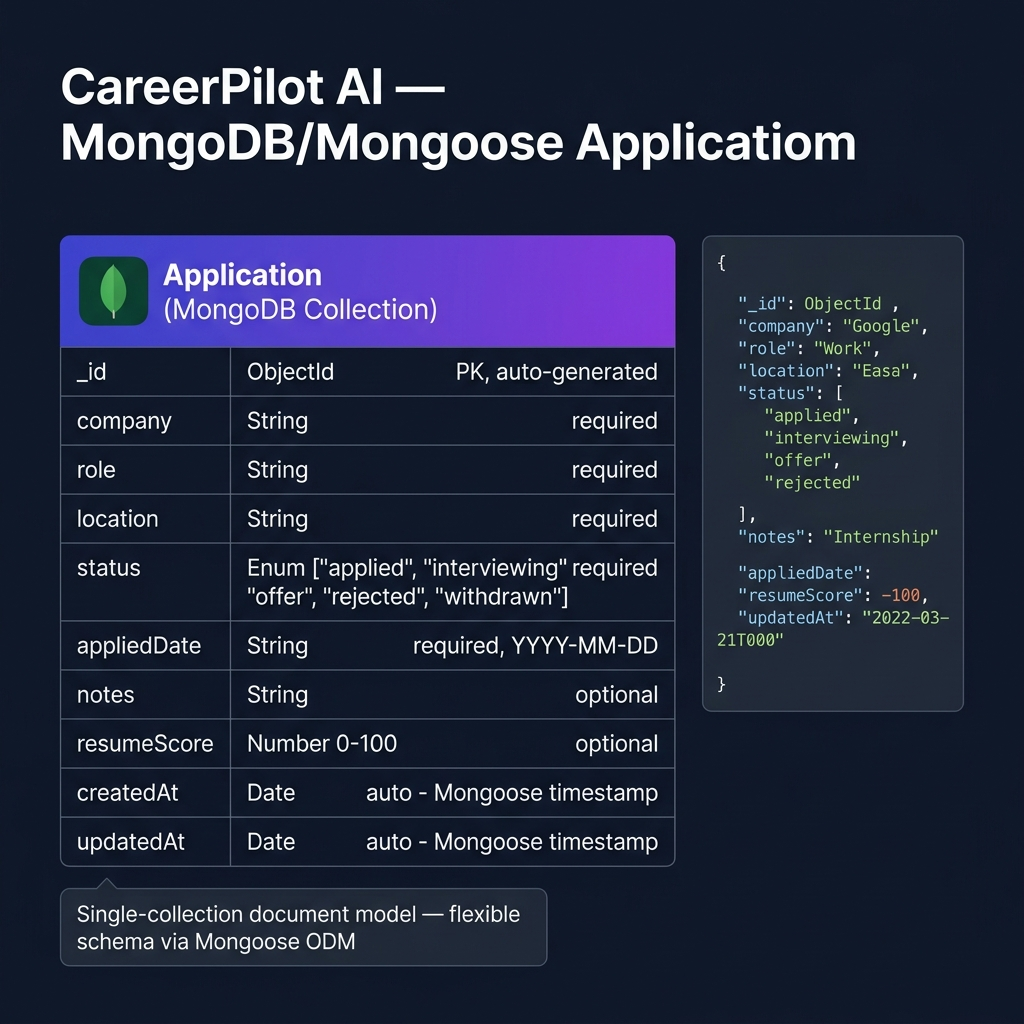 CareerPilot AI —
MongoDB/Mongoose Applicatiom
Application
(MongoDB Collection)
_id ObjectId PK, auto-generated
company String required
role String required
location String required
status Enum ["applied", "interviewing" required
"offer", "rejected", "withdrawn"]
appliedDate String required, YYYY-MM-DD
notes String optional
resumeScore Number 0-100 optional
createdAt Date auto - Mongoose timestamp
updatedAt Date auto - Mongoose timestamp
Single-collection document model — flexible
schema via Mongoose ODM
{
"_id": ObjectId ,
"company": "Google",
"role": "Work",
"location": "Easa",
"status": [
"applied",
"interviewing",
"offer",
"rejected"
],
"notes": "Internship"
"appliedDate":
"resumeScore": -100,
"updatedAt": "2022-03-
21T000"
}